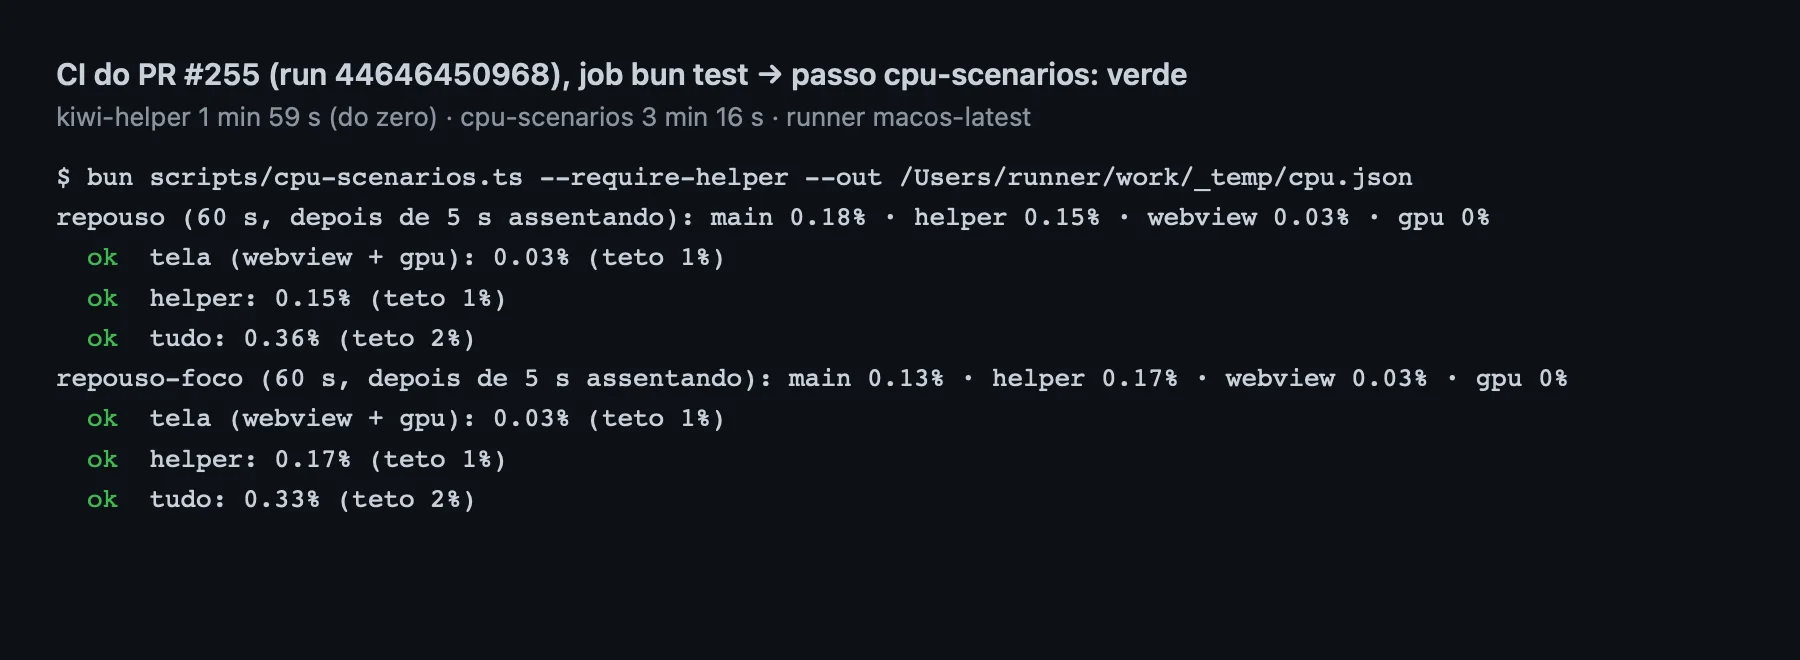 CI do PR #255 (run 44646450968), job bun test → passo cpu-scenarios: verde
kiwi-helper 1 min 59 s (do zero) · cpu-scenarios 3 min 16 s · runner macos-latest
$ bun scripts/cpu-scenarios.ts --require-helper --out /Users/runner/work/_temp/cpu.json
repouso (60 s, depois de 5 s assentando): main 0.18% · helper 0.15% · webview 0.03% · gpu 0%
ok tela (webview + gpu): 0.03% (teto 1%)
ok helper: 0.15% (teto 1%)
ok tudo: 0.36% (teto 2%)
repouso-foco (60 s, depois de 5 s assentando): main 0.13% · helper 0.17% · webview 0.03% · gpu 0%
ok tela (webview + gpu): 0.03% (teto 1%)
ok helper: 0.17% (teto 1%)
ok tudo: 0.33% (teto 2%)